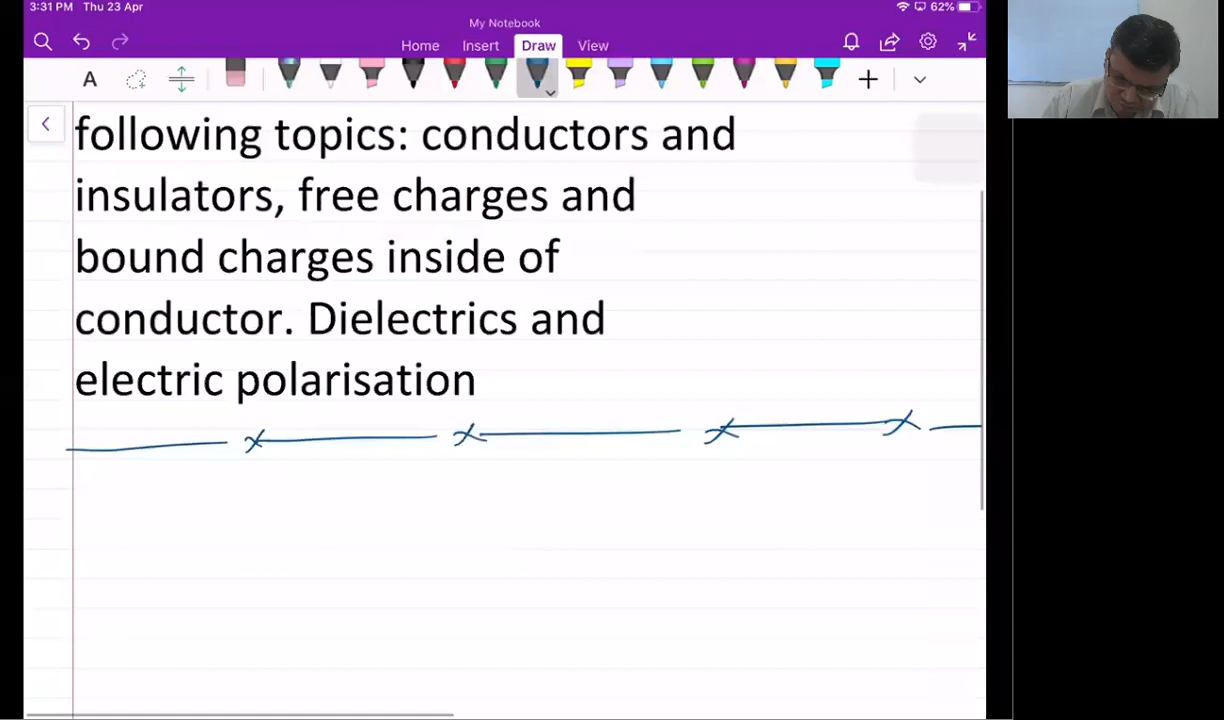 3:31 PM Thu 23 Apr
62%
My Notebook
Home Insert Draw View
A
following topics: conductors and
insulators, free charges and
bound charges inside of
conductor. Dielectrics and
electric polarisation